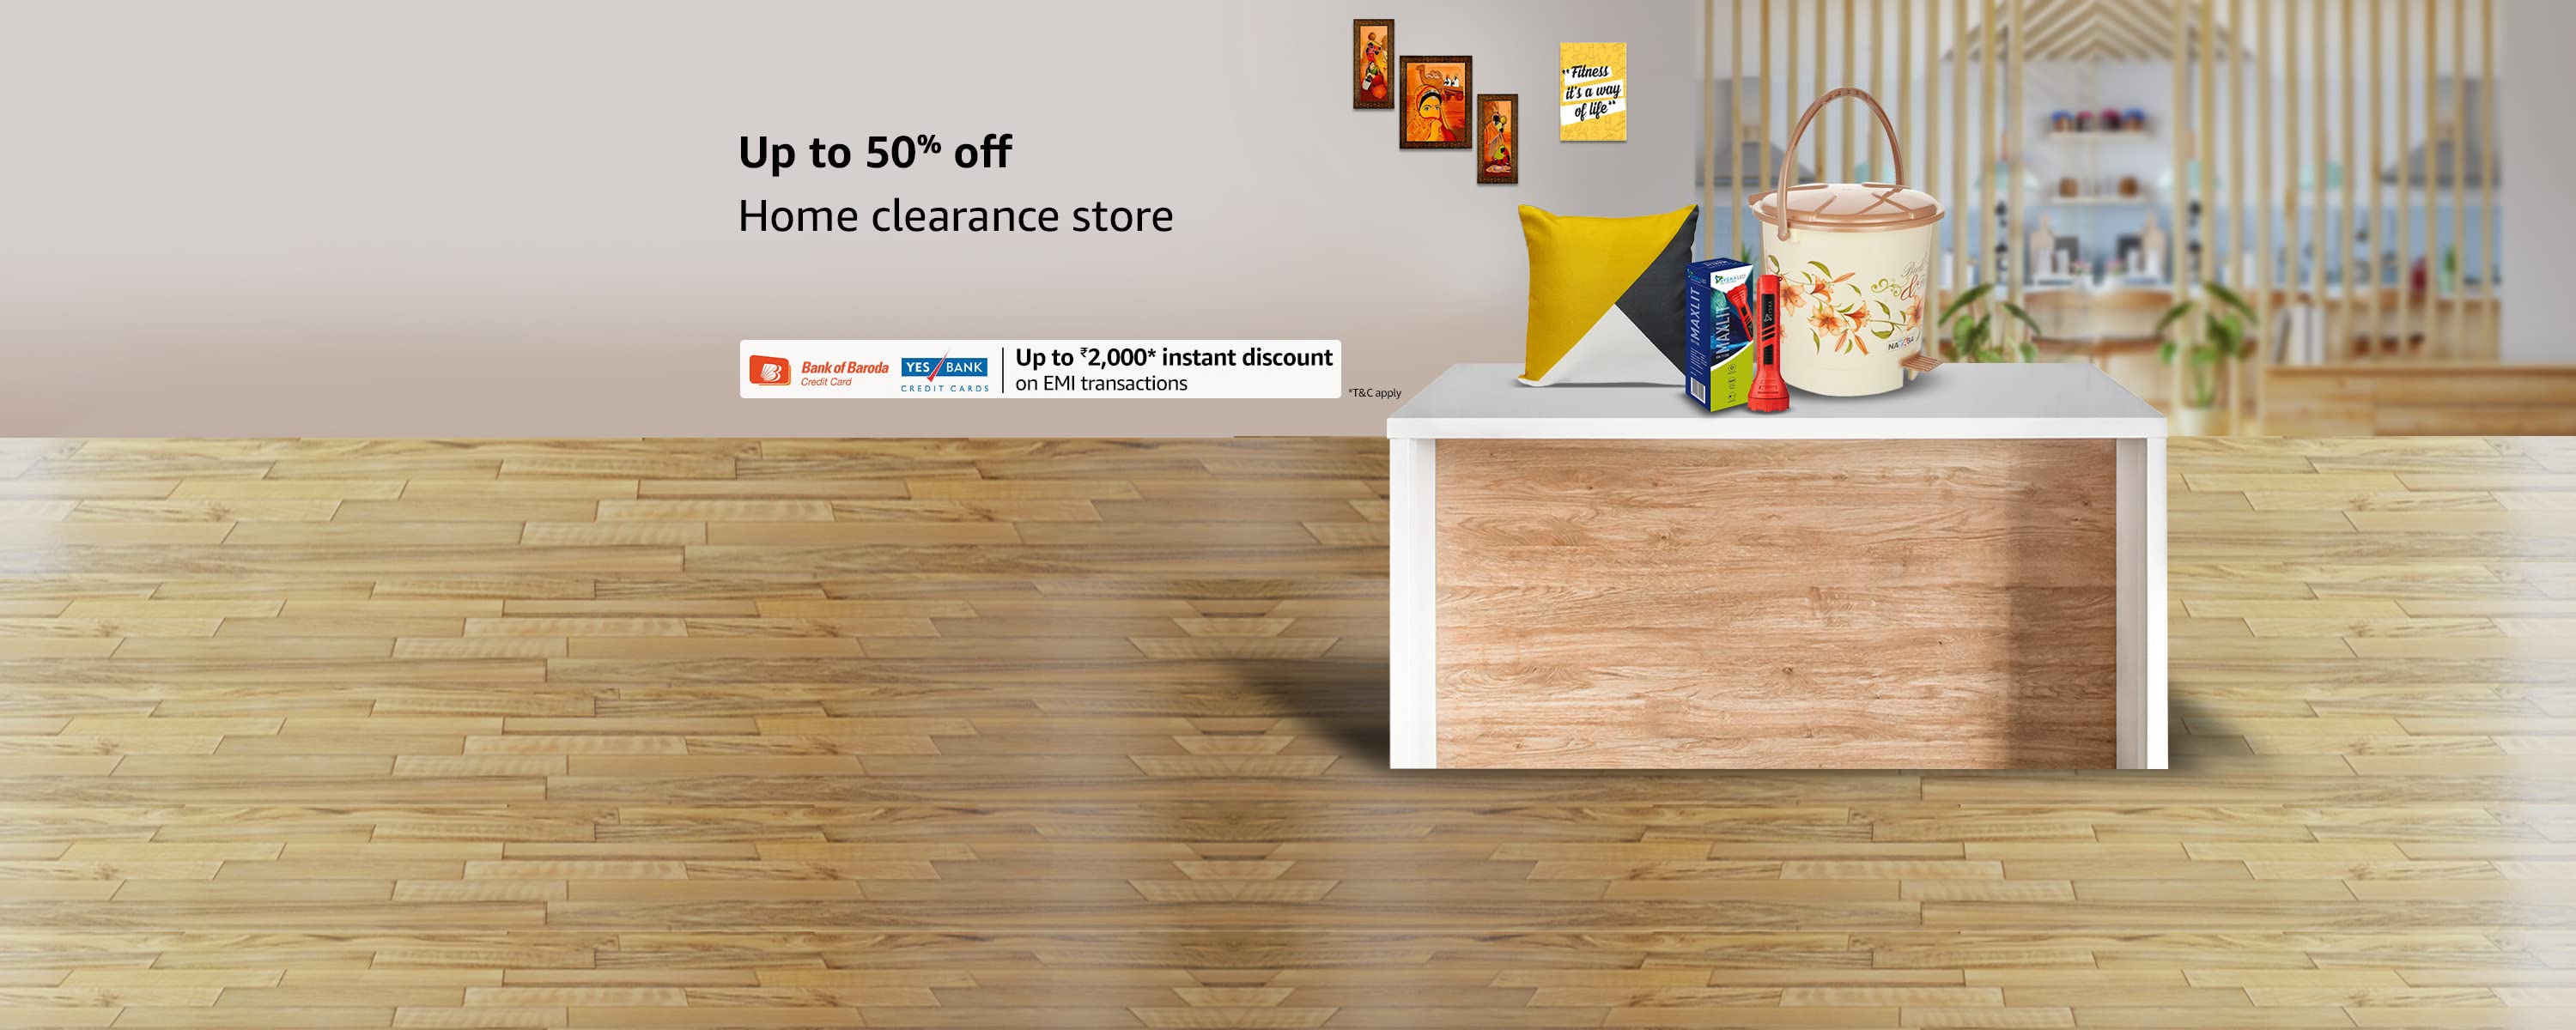 Up to 50% off
Home clearance store
Bank of Baroda
Credit Card
YES BANK
CREDIT CARDS
Up to ₹2,000* instant discount
on EMI transactions
*T&C apply
"Fitness
it's a way
of life"
MAXLIT
MAXLIT